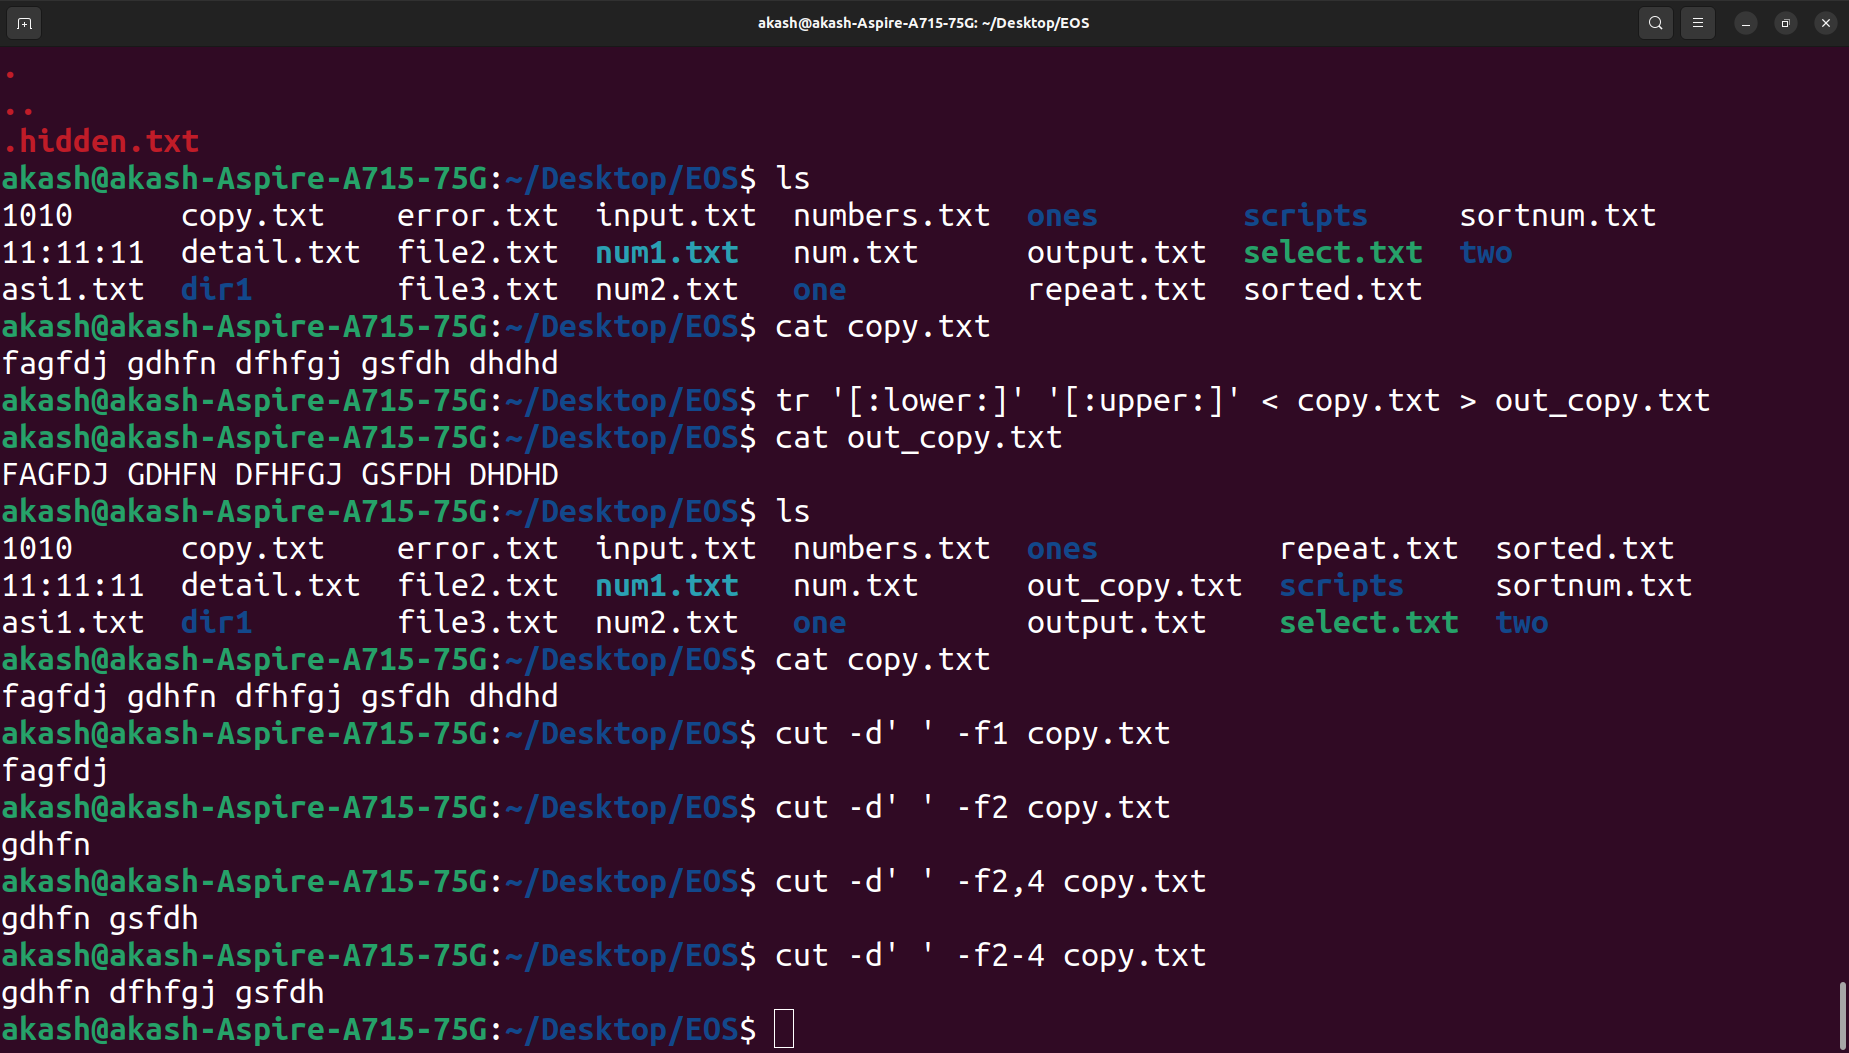 akash@akash-Aspire-A715-75G: ~/Desktop/EOS
.
..
.hidden.txt
akash@akash-Aspire-A715-75G:~/Desktop/EOS$ ls
1010      copy.txt    error.txt  input.txt  numbers.txt  ones        scripts     sortnum.txt
11:11:11  detail.txt  file2.txt  num1.txt   num.txt      output.txt  select.txt  two
asi1.txt  dir1        file3.txt  num2.txt   one          repeat.txt  sorted.txt
akash@akash-Aspire-A715-75G:~/Desktop/EOS$ cat copy.txt
fagfdj gdhfn dfhfgj gsfdh dhdhd
akash@akash-Aspire-A715-75G:~/Desktop/EOS$ tr '[:lower:]' '[:upper:]' < copy.txt > out_copy.txt
akash@akash-Aspire-A715-75G:~/Desktop/EOS$ cat out_copy.txt
FAGFDJ GDHFN DFHFGJ GSFDH DHDHD
akash@akash-Aspire-A715-75G:~/Desktop/EOS$ ls
1010      copy.txt    error.txt  input.txt  numbers.txt  ones          repeat.txt  sorted.txt
11:11:11  detail.txt  file2.txt  num1.txt   num.txt      out_copy.txt  scripts     sortnum.txt
asi1.txt  dir1        file3.txt  num2.txt   one          output.txt    select.txt  two
akash@akash-Aspire-A715-75G:~/Desktop/EOS$ cat copy.txt
fagfdj gdhfn dfhfgj gsfdh dhdhd
akash@akash-Aspire-A715-75G:~/Desktop/EOS$ cut -d' ' -f1 copy.txt
fagfdj
akash@akash-Aspire-A715-75G:~/Desktop/EOS$ cut -d' ' -f2 copy.txt
gdhfn
akash@akash-Aspire-A715-75G:~/Desktop/EOS$ cut -d' ' -f2,4 copy.txt
gdhfn gsfdh
akash@akash-Aspire-A715-75G:~/Desktop/EOS$ cut -d' ' -f2-4 copy.txt
gdhfn dfhfgj gsfdh
akash@akash-Aspire-A715-75G:~/Desktop/EOS$